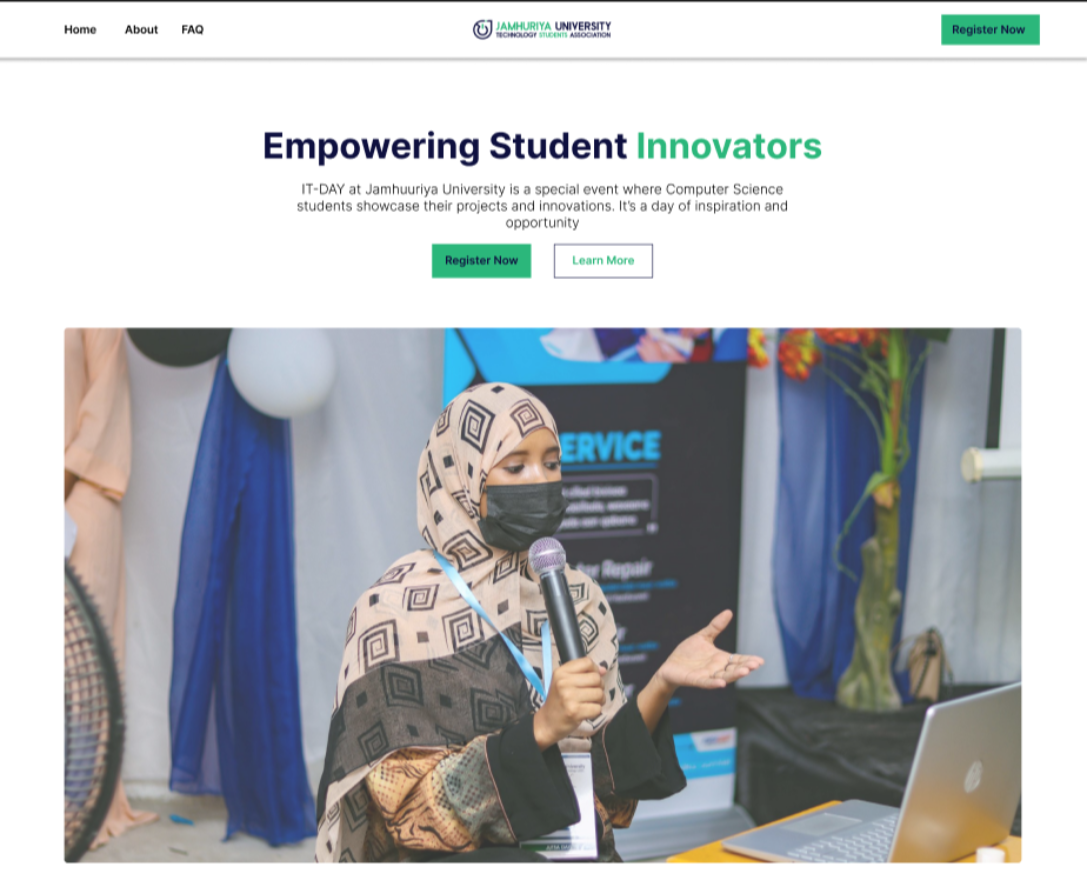 Home About FAQ
JAMHURIYA UNIVERSITY
TECHNOLOGY STUDENTS ASSOCIATION
Register Now
Empowering Student Innovators
IT-DAY at Jamhuuriya University is a special event where Computer Science
students showcase their projects and innovations. It's a day of inspiration and
opportunity
Register Now
Learn More
ERVICE
Repair